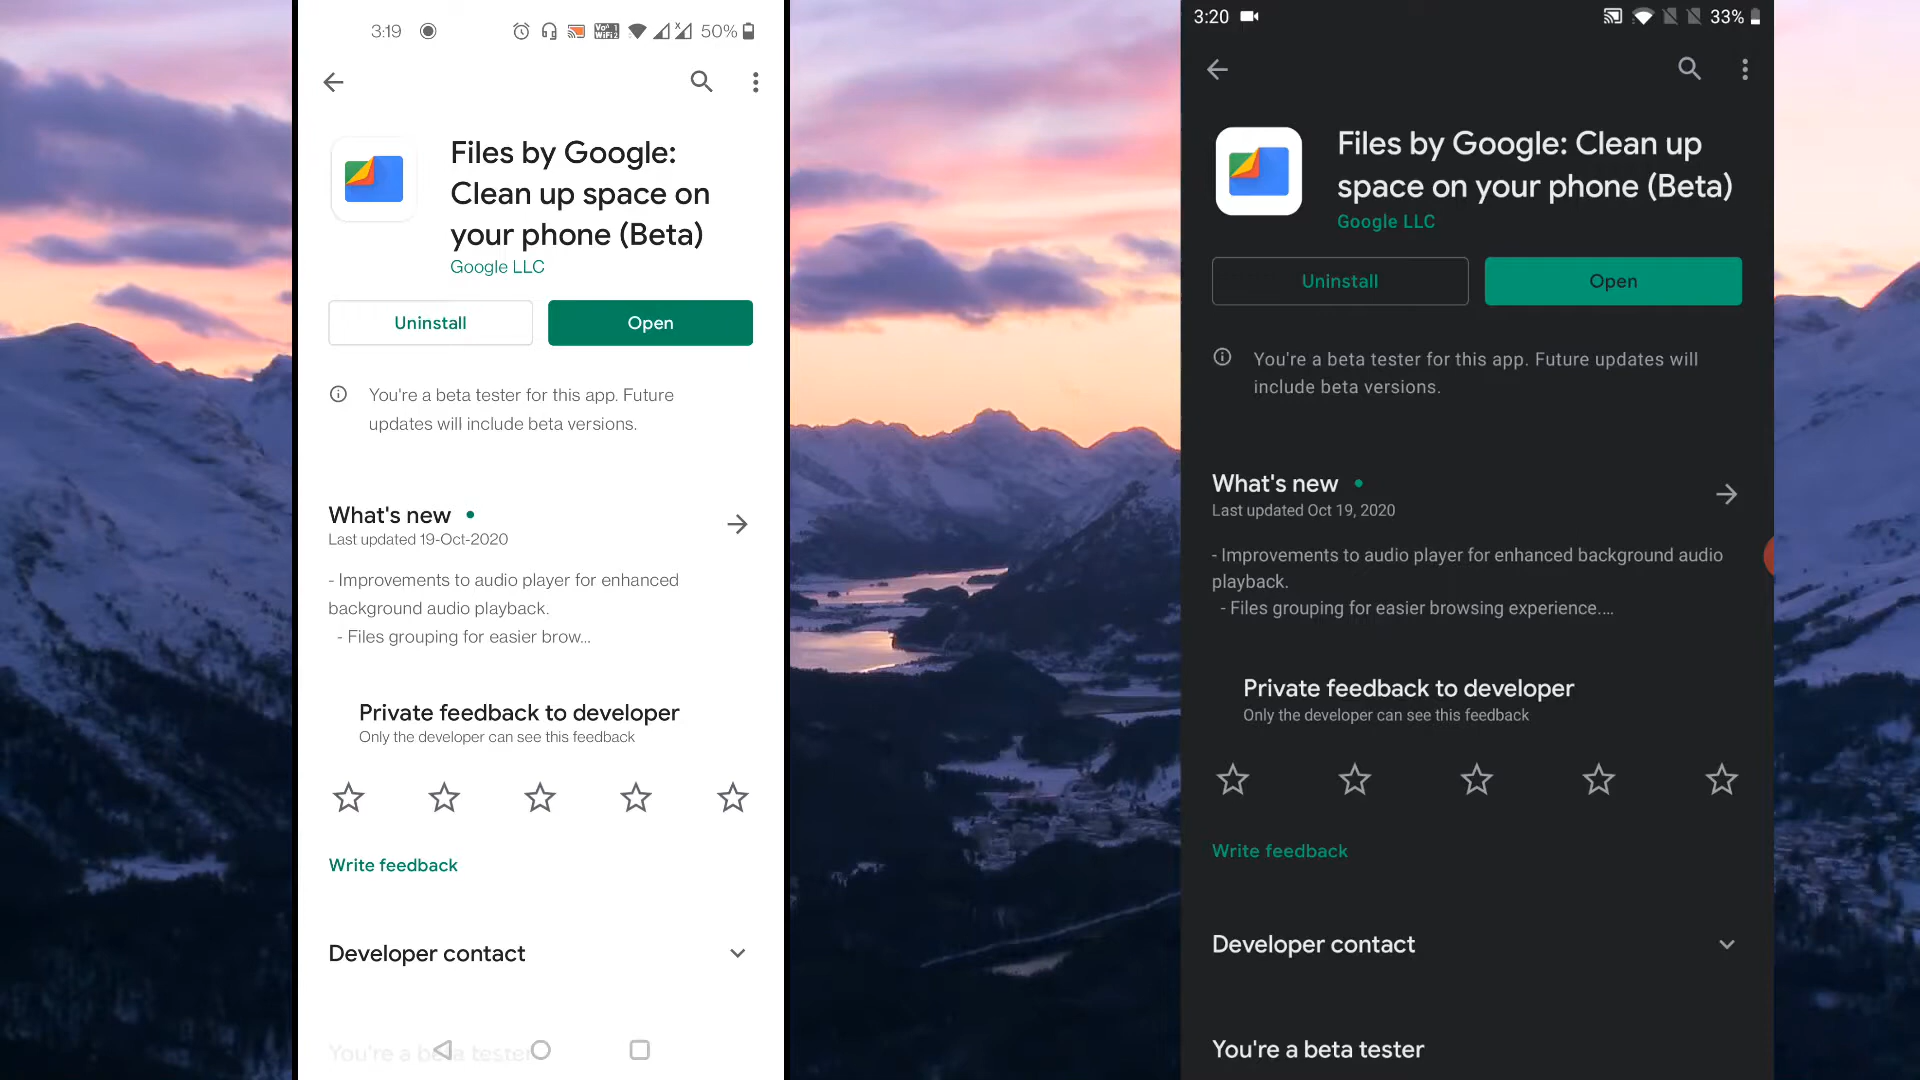 3:19
50%
Files by Google:
Clean up space on
your phone (Beta)
Google LLC
Uninstall
Open
You're a beta tester for this app. Future
updates will include beta versions.
What's new
Last updated 19-Oct-2020
- Improvements to audio player for enhanced
background audio playback.
- Files grouping for easier brow...
Private feedback to developer
Only the developer can see this feedback
Write feedback
Developer contact
You're a beta tester
3:20
33%
Files by Google: Clean up
space on your phone (Beta)
Google LLC
Uninstall
Open
You're a beta tester for this app. Future updates will
include beta versions.
What's new
Last updated Oct 19, 2020
- Improvements to audio player for enhanced background audio
playback.
- Files grouping for easier browsing experience....
Private feedback to developer
Only the developer can see this feedback
Write feedback
Developer contact
You're a beta tester